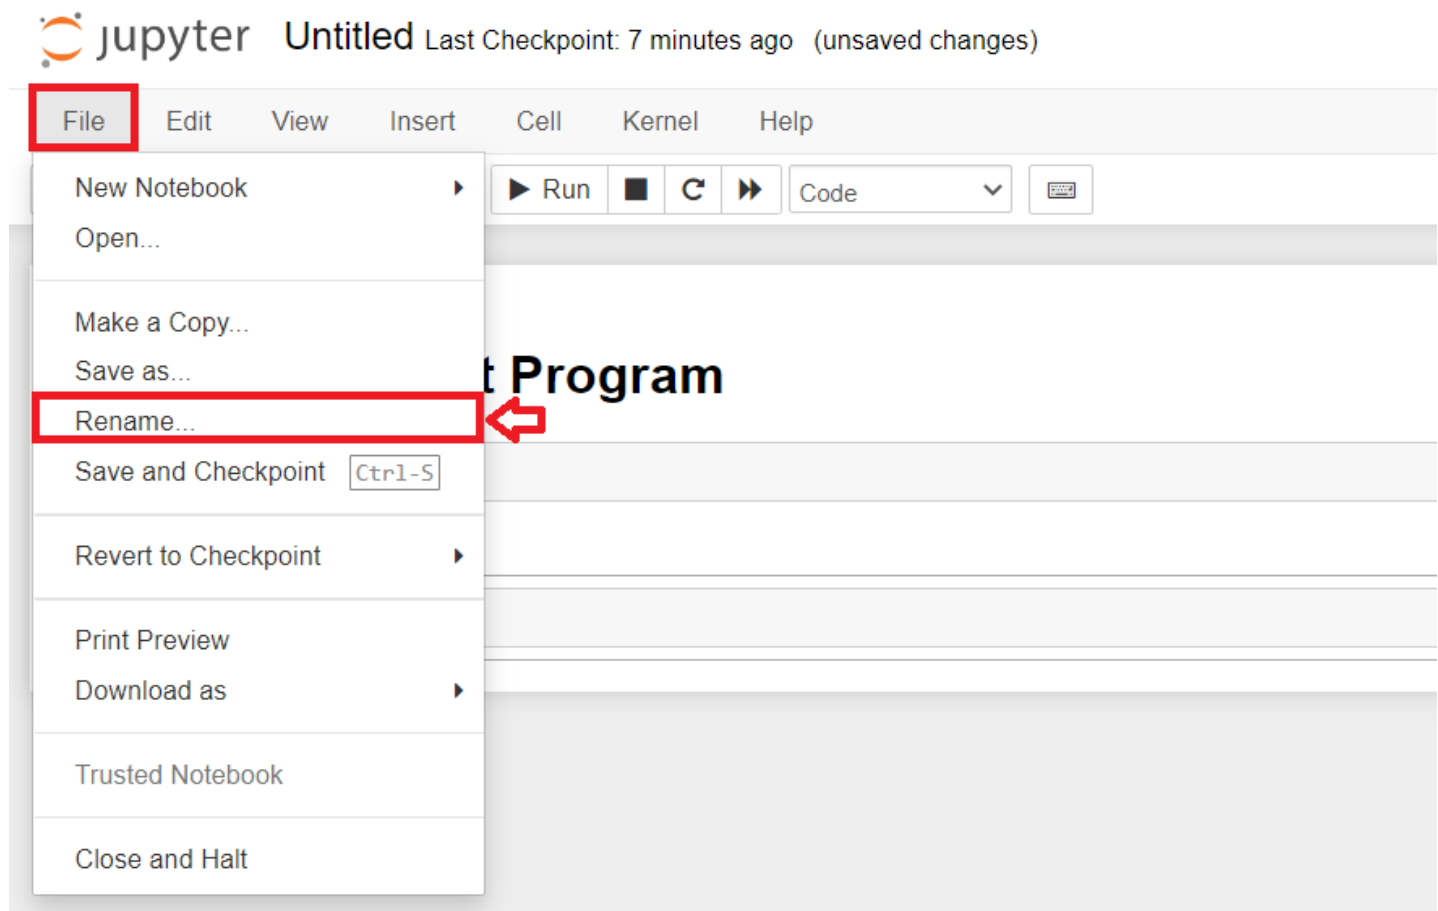 jupyter Untitled Last Checkpoint: 7 minutes ago (unsaved changes)
File Edit View Insert Cell Kernel Help
New Notebook
Run Code
Open...
Make a Copy...
Save as...
t Program
Rename...
Save and Checkpoint Ctrl-S
Revert to Checkpoint
Print Preview
Download as
Trusted Notebook
Close and Halt